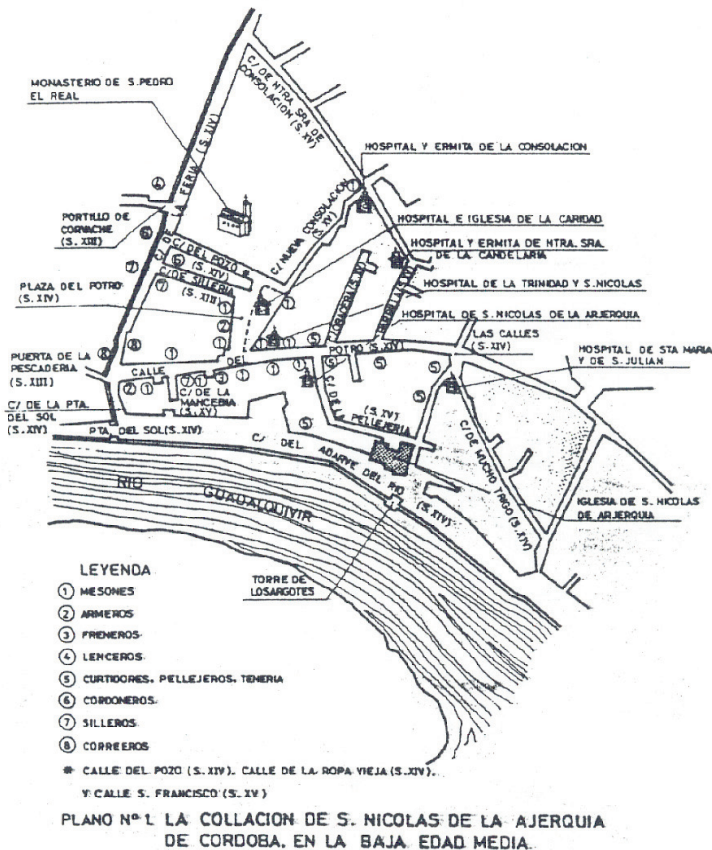 MONASTERIO DE S.PEDRO
EL REAL
C/ DE NTRA. SRA DE
CONSOLACION (S. XV)
LA FERIA (S. XIV)
HOSPITAL Y ERMITA DE LA CONSOLACION
PORTILLO DE
CORVACHE
(S. XIII)
C/ NUEVA CONSOLACION
(S. XV)
HOSPITAL E IGLESIA DE LA CARIDAD
C/ DEL POZO *
(S. XIV)
C/ DE SILLERIA
(S. XIII)
HOSPITAL Y ERMITA DE NTRA. SRA.
DE LA CANDELARIA
PLAZA DEL POTRO
(S. XIV)
HOSPITAL DE LA TRINIDAD Y S. NICOLAS
HOSPITAL DE S. NICOLAS DE LA ARJERQUIA
LAS CALLES
(S. XIV)
PUERTA DE LA
PESCADERIA
(S. XIII)
CALLE DEL POTRO (S. XIV)
HOSPITAL DE STA MARIA
Y DE S. JULIAN
C/ DE LA
MANCEBIA
(S. XV)
C/ DE LA PTA.
DEL SOL
(S. XIV)
C/ DE LA PELLEJERIA
(S. XV)
PTA. DEL SOL (S. XIV)
C/ DEL ADARVE DEL RIO
(S. XIV)
C/ DE MUCHO TRIGO (S. XIV)
RIO GUADALQUIVIR
IGLESIA DE S. NICOLAS
DE ARJERQUIA
TORRE DE
LOSARGOTES
LEYENDA
1 MESONES
2 ARMEROS
3 FRENEROS
4 LENCEROS
5 CURTIDORES. PELLEJEROS. TENERIA
6 CORDONEROS
7 SILLEROS
8 CORREEROS
* CALLE DEL POZO (S. XIV). CALLE DE LA ROPA VIEJA (S. XIV).
Y CALLE S. FRANCISCO (S. XV)
PLANO Nº 1. LA COLLACION DE S. NICOLAS DE LA AJERQUIA
DE CORDOBA, EN LA BAJA EDAD MEDIA.